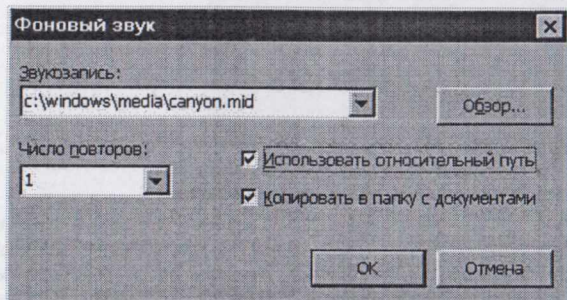 Фоновый звук
Звукозапись:
c:\windows\media\canyon.mid
Обзор...
Число повторов:
1
Использовать относительный путь
Копировать в папку с документами
OK
Отмена